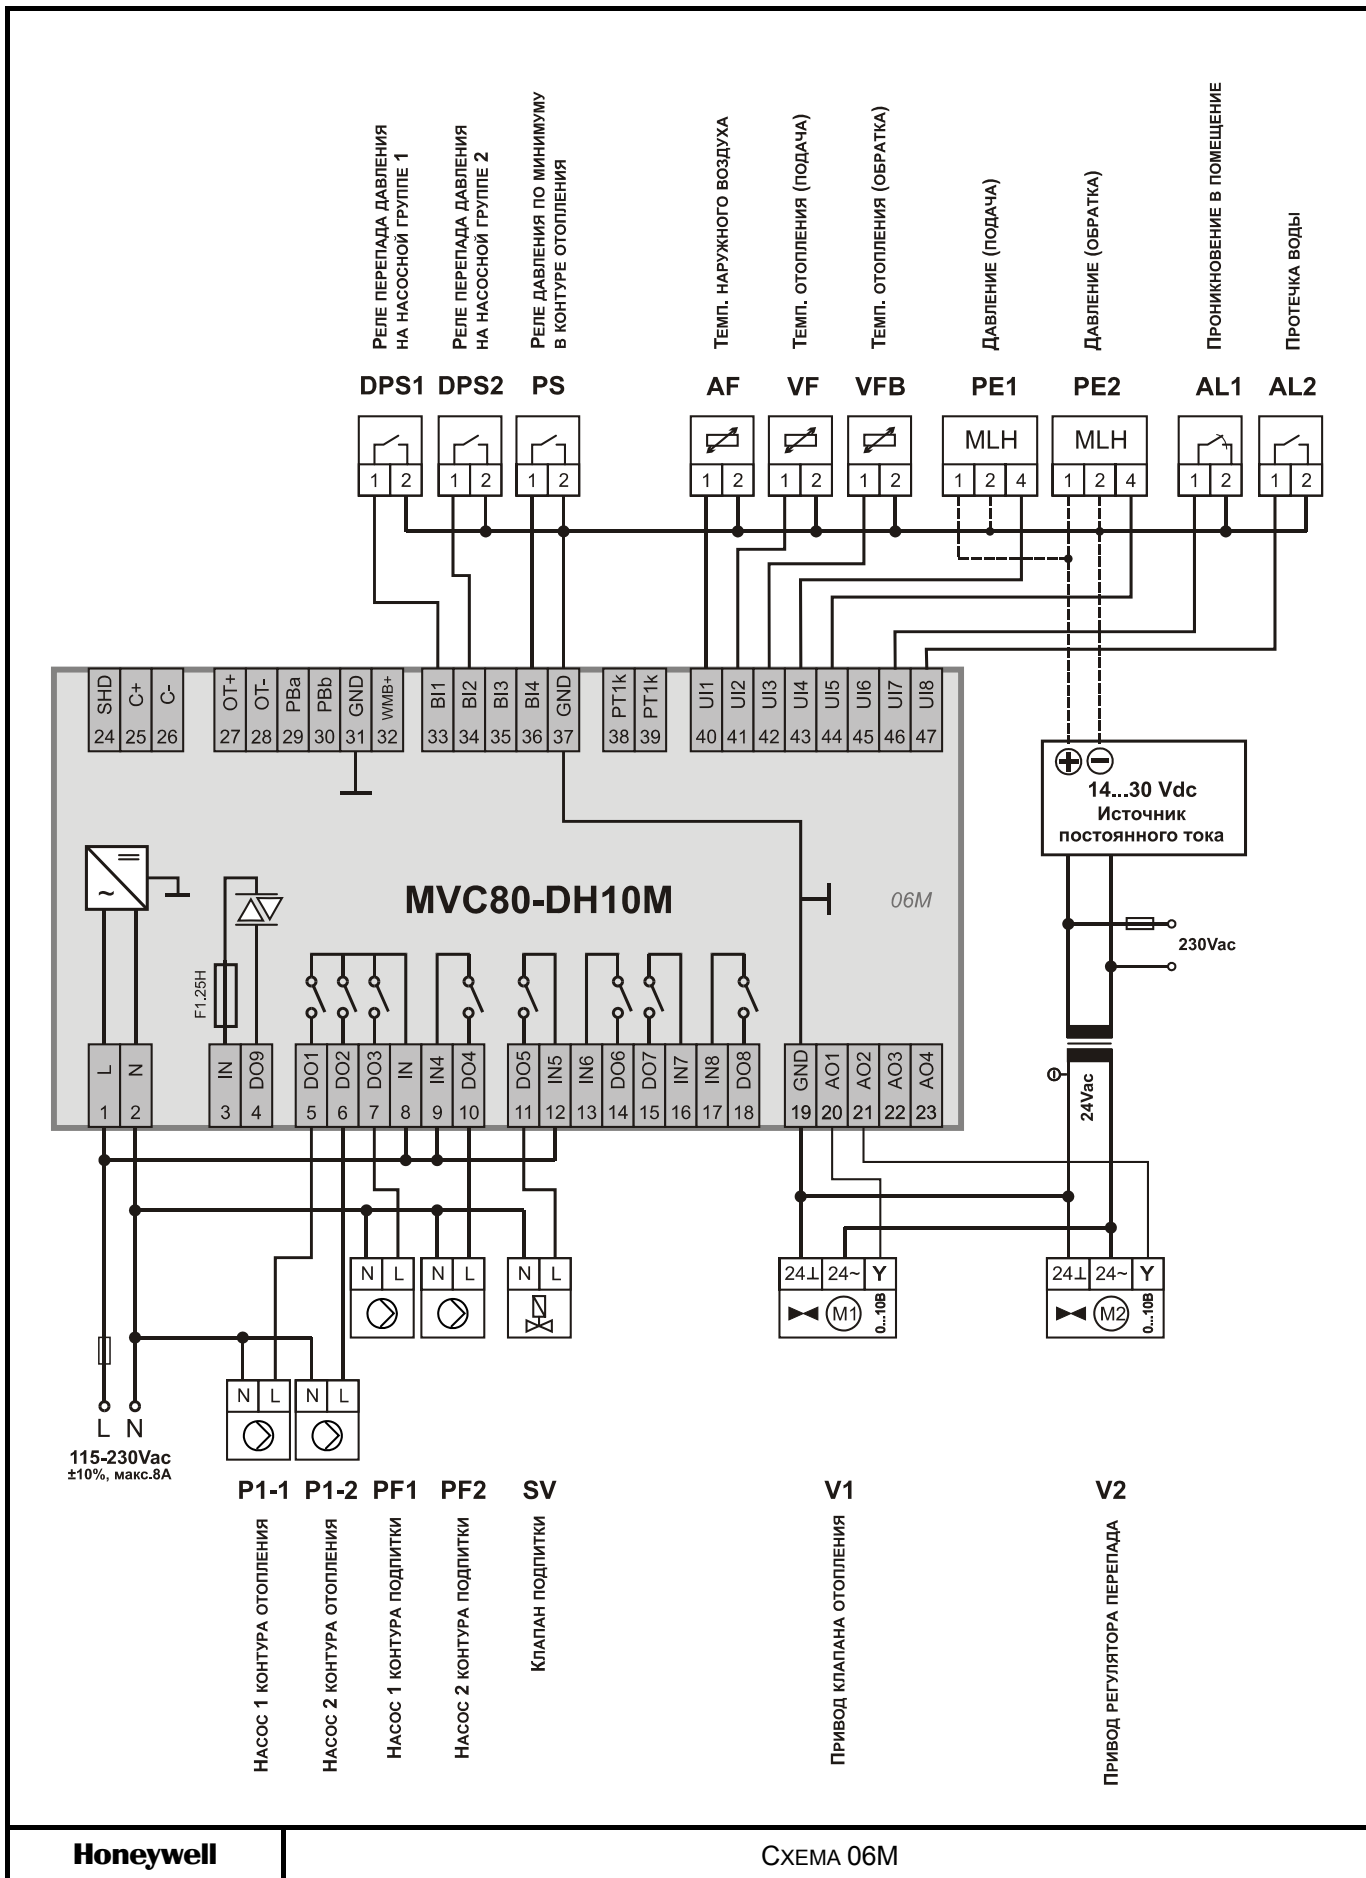 Реле перепада давления
на насосной группе 1
Реле перепада давления
на насосной группе 2
Реле давления по минимуму
в контуре отопления
Темп. наружного воздуха
Темп. отопления (подача)
Темп. отопления (обратка)
Давление (подача)
Давление (обратка)
Проникновение в помещение
Протечка воды
DPS1 DPS2 PS AF VF VFB PE1 PE2 AL1 AL2
MLH MLH
1 2 1 2 1 2 1 2 1 2 1 2 1 2 4 1 2 4 1 2 1 2
SHD C+ C- OT+ OT- PBa PBb GND WMB+ BI1 BI2 BI3 BI4 GND PT1k PT1k UI1 UI2 UI3 UI4 UI5 UI6 UI7 UI8
24 25 26 27 28 29 30 31 32 33 34 35 36 37 38 39 40 41 42 43 44 45 46 47
14...30 Vdc
Источник
постоянного тока
MVC80-DH10M
06M
230Vac
F1.25H
24Vac
L N IN DO9 DO1 DO2 DO3 IN IN4 DO4 DO5 IN5 IN6 DO6 DO7 IN7 IN8 DO8 GND AO1 AO2 AO3 AO4
1 2 3 4 5 6 7 8 9 10 11 12 13 14 15 16 17 18 19 20 21 22 23
N L N L N L 24⊥ 24~ Y 24⊥ 24~ Y
M1 0...10В M2 0...10В
N L N L
L N
115-230Vac
±10%, макс.8А
P1-1 P1-2 PF1 PF2 SV V1 V2
Насос 1 контура отопления
Насос 2 контура отопления
Насос 1 контура подпитки
Насос 2 контура подпитки
Клапан подпитки
Привод клапана отопления
Привод регулятора перепада
Honeywell
Схема 06М